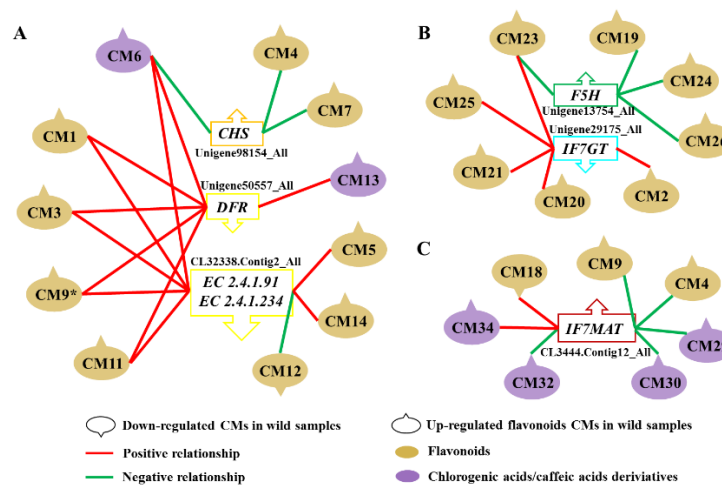 A
CM6
CM4
CM7
CHS
Unigene98154_All
CM1
Unigene50557_All
CM13
DFR
CM3
CL32338.Contig2_All
CM5
EC 2.4.1.91
EC 2.4.1.234
CM9*
CM14
CM11
CM12
B
CM23
CM19
CM24
F5H
Unigene13754_All
CM25
Unigene29175_All
CM26
IF7GT
CM21
CM20
CM2
C
CM18
CM9
CM4
CM34
IF7MAT
CL3444.Contig12_All
CM32
CM30
Down-regulated CMs in wild samples
Up-regulated flavonoids CMs in wild samples
Positive relationship
Flavonoids
Negative relationship
Chlorogenic acids/caffeic acids deriviatives